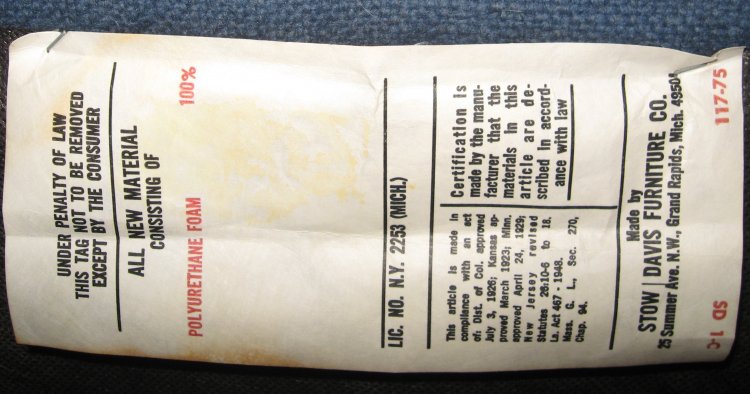 UNDER PENALTY OF LAW
THIS TAG NOT TO BE REMOVED
EXCEPT BY THE CONSUMER
ALL NEW MATERIAL
CONSISTING OF
POLYURETHANE FOAM 100%
LIC. NO. N.Y. 2253 (MICH.)
This article is made in
compliance with an act
of: Dist. of Col. approved
July 3, 1926; Kansas ap-
proved March 1923; Minn.
approved April 24, 1929;
New Jersey revised
Statutes 26:10-6 to 18.
La. Act 467 - 1948.
Mass. G. L., Sec. 270,
Chap. 94.
Certification is
made by the manu-
facturer that the
materials in this
article are de-
scribed in accord-
ance with law
Made by
STOW | DAVIS FURNITURE CO.
25 Summer Ave. N.W., Grand Rapids, Mich. 49504
SD 1-C 117-75